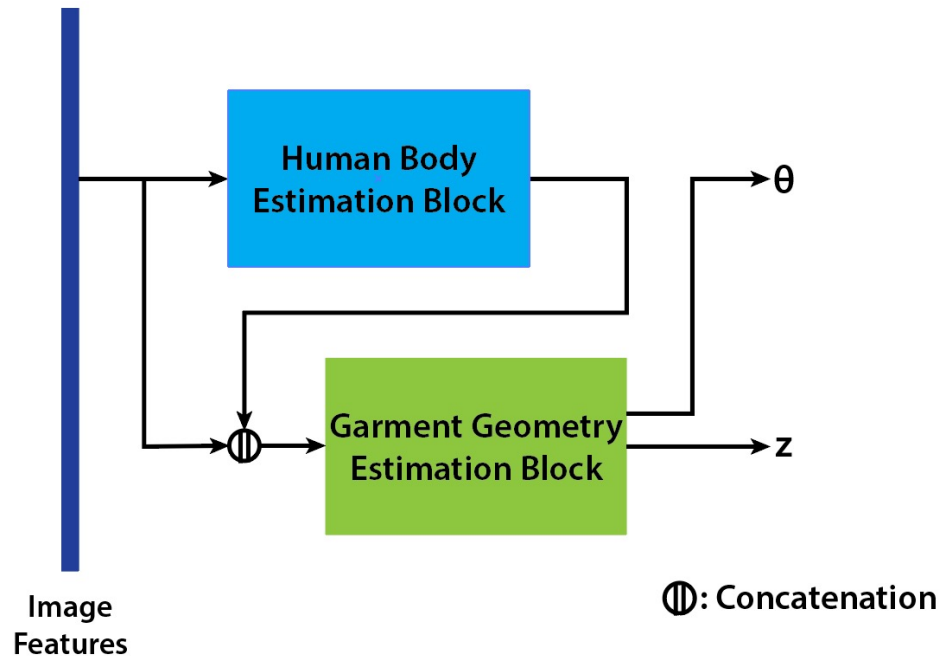 Human Body
Estimation Block
θ
Garment Geometry
Estimation Block
z
Image
Features
: Concatenation